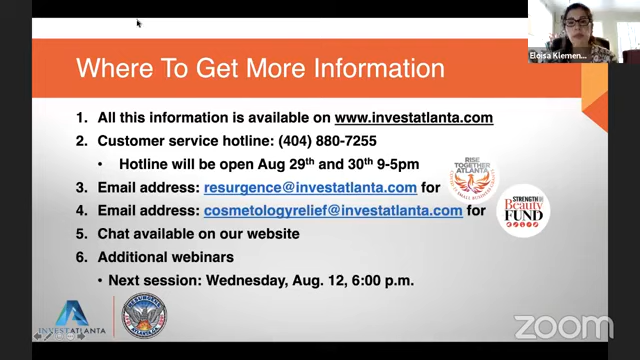 Eloisa Klemen...
Where To Get More Information
1. All this information is available on www.investatlanta.com
2. Customer service hotline: (404) 880-7255
• Hotline will be open Aug 29th and 30th 9-5pm
3. Email address: resurgence@investatlanta.com for
RISE TOGETHER ATLANTA
4. Email address: cosmetologyrelief@investatlanta.com for
STRENGTH IN Beauty FUND
5. Chat available on our website
6. Additional webinars
• Next session: Wednesday, Aug. 12, 6:00 p.m.
INVEST ATLANTA
zoom